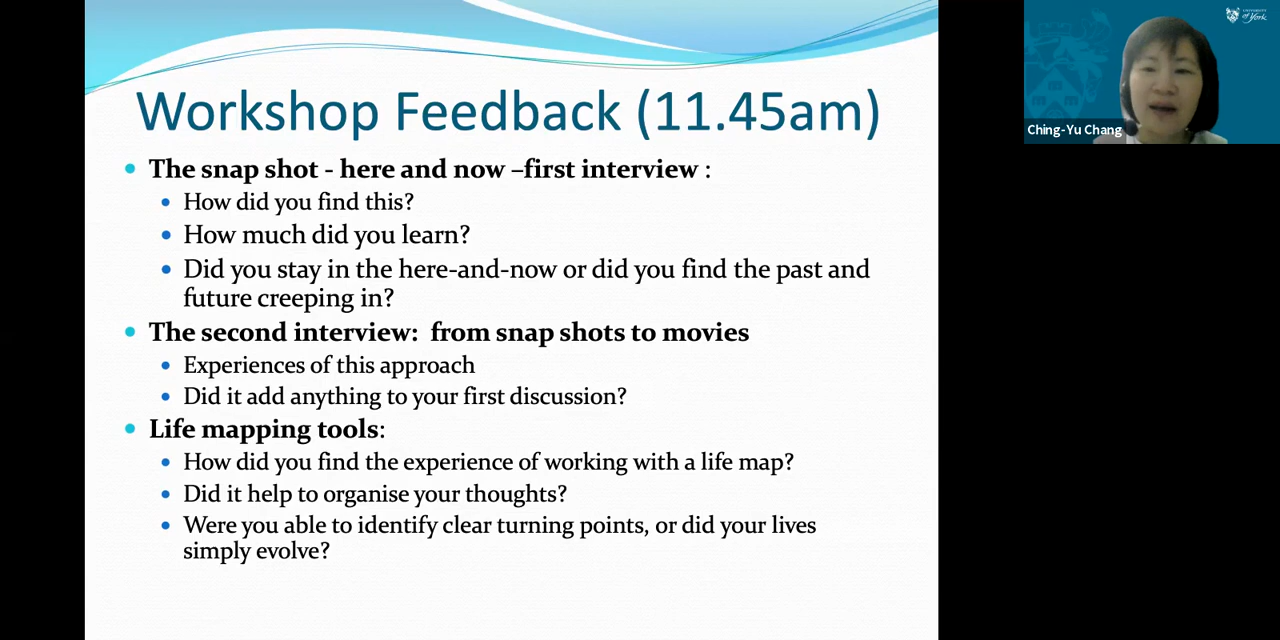 Workshop Feedback (11.45am)
• The snap shot - here and now –first interview :
• How did you find this?
• How much did you learn?
• Did you stay in the here-and-now or did you find the past and
future creeping in?
• The second interview:  from snap shots to movies
• Experiences of this approach
• Did it add anything to your first discussion?
• Life mapping tools:
• How did you find the experience of working with a life map?
• Did it help to organise your thoughts?
• Were you able to identify clear turning points, or did your lives
simply evolve?
UNIVERSITY
of York
Ching-Yu Chang